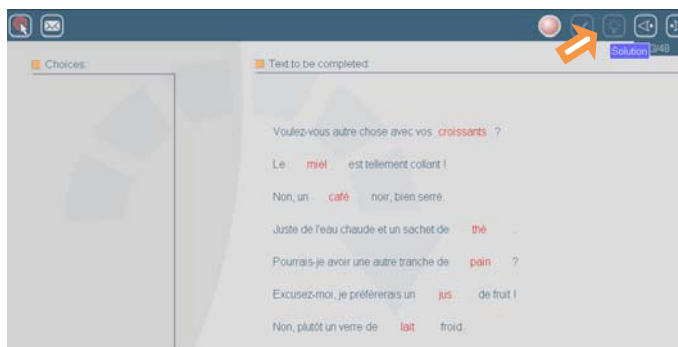 Solution
3/48
Choices:
Text to be completed
Voulez-vous autre chose avec vos croissants ?
Le miel est tellement collant !
Non, un café noir, bien serré.
Juste de l'eau chaude et un sachet de thé .
Pourrais-je avoir une autre tranche de pain ?
Excusez-moi, je préférerais un jus de fruit !
Non, plutôt un verre de lait froid.